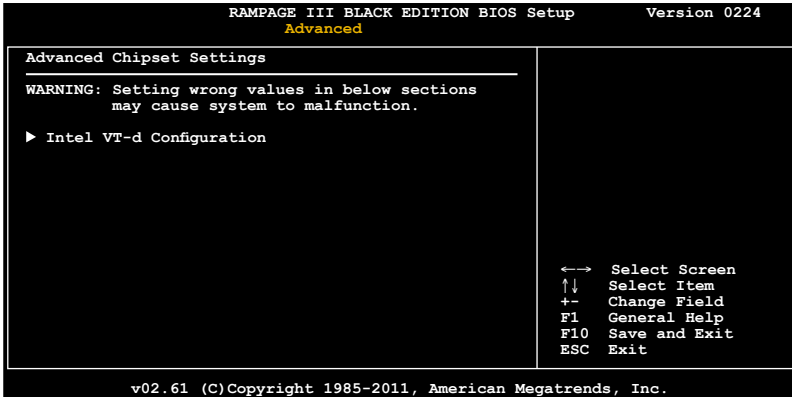 RAMPAGE III BLACK EDITION BIOS Setup Version 0224
Advanced
Advanced Chipset Settings
WARNING: Setting wrong values in below sections
may cause system to malfunction.
▶ Intel VT-d Configuration
←→ Select Screen
↑↓ Select Item
+- Change Field
F1 General Help
F10 Save and Exit
ESC Exit
v02.61 (C)Copyright 1985-2011, American Megatrends, Inc.